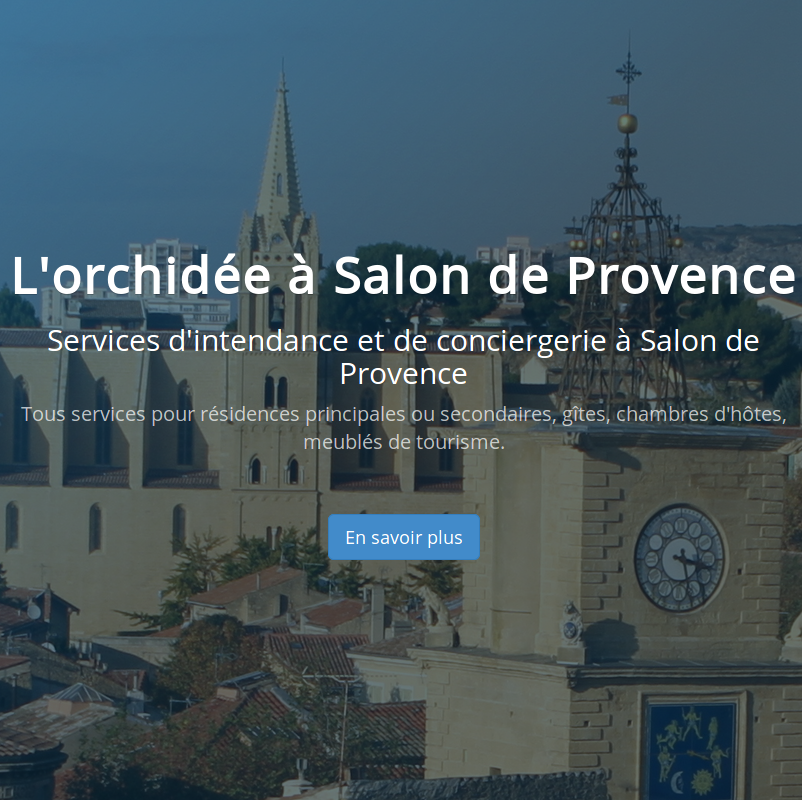 L'orchidée à Salon de Provence
Services d'intendance et de conciergerie à Salon de
Provence
Tous services pour résidences principales ou secondaires, gîtes, chambres d'hôtes,
meublés de tourisme.
En savoir plus